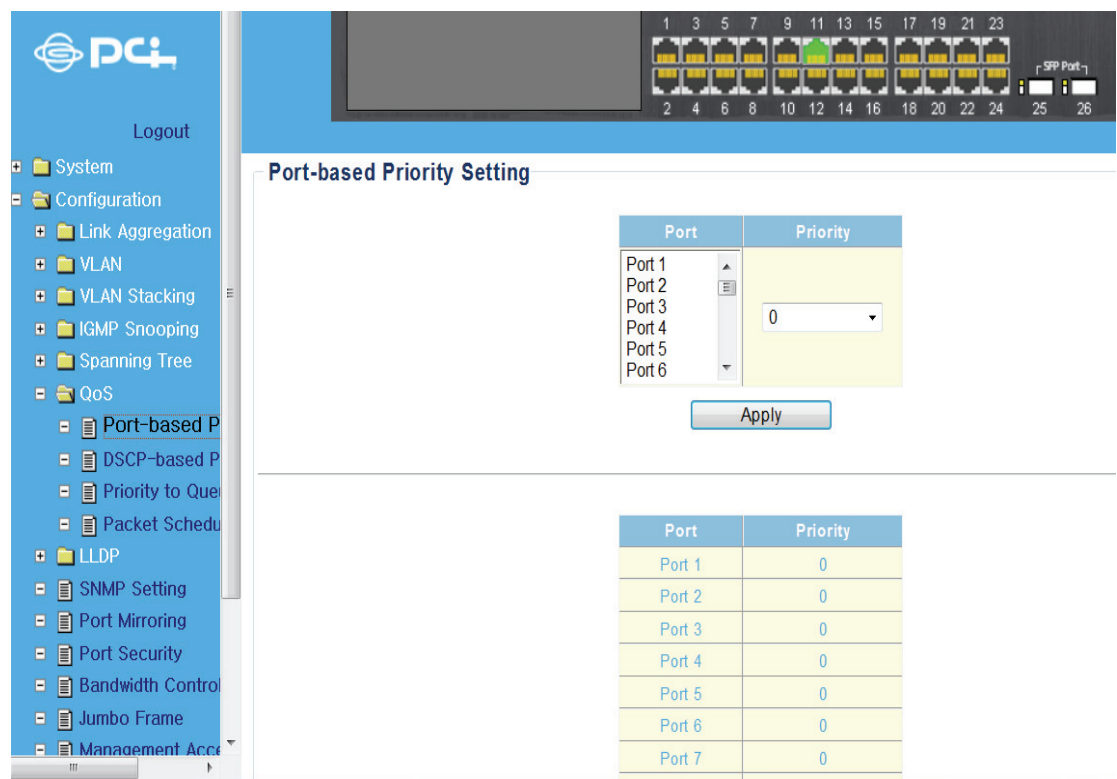 PCi
Logout
System
Configuration
Link Aggregation
VLAN
VLAN Stacking
IGMP Snooping
Spanning Tree
QoS
Port-based P
DSCP-based P
Priority to Que
Packet Schedu
LLDP
SNMP Setting
Port Mirroring
Port Security
Bandwidth Control
Jumbo Frame
Management Acce
1 3 5 7 9 11 13 15 17 19 21 23
SFP Port
2 4 6 8 10 12 14 16 18 20 22 24 25 26
Port-based Priority Setting
Port Priority
Port 1
Port 2
Port 3
Port 4
Port 5
Port 6
0
Apply
Port Priority
Port 1 0
Port 2 0
Port 3 0
Port 4 0
Port 5 0
Port 6 0
Port 7 0